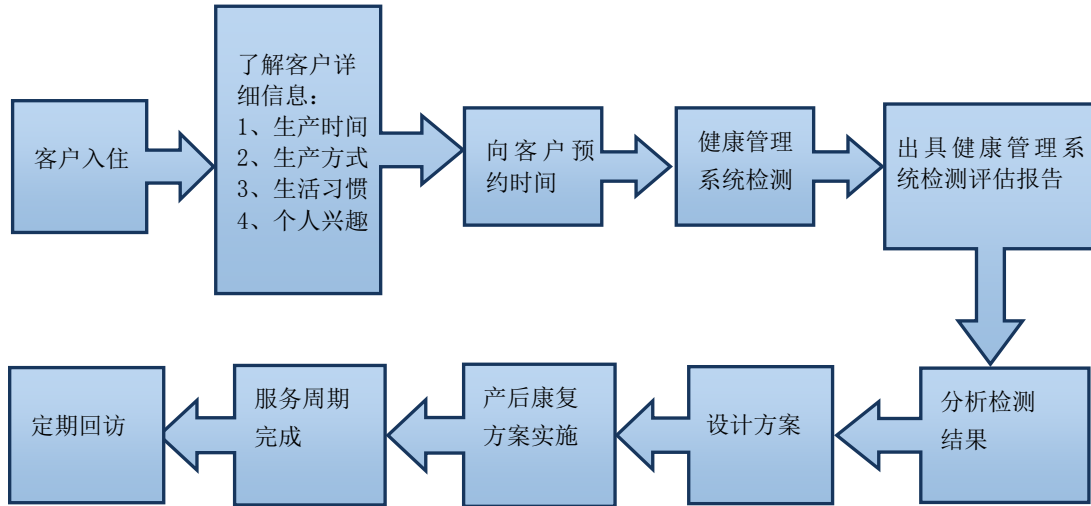 客户入住
了解客户详
细信息：
1、生产时间
2、生产方式
3、生活习惯
4、个人兴趣
向客户预
约时间
健康管理
系统检测
出具健康管理系
统检测评估报告
分析检测
结果
设计方案
产后康复
方案实施
服务周期
完成
定期回访